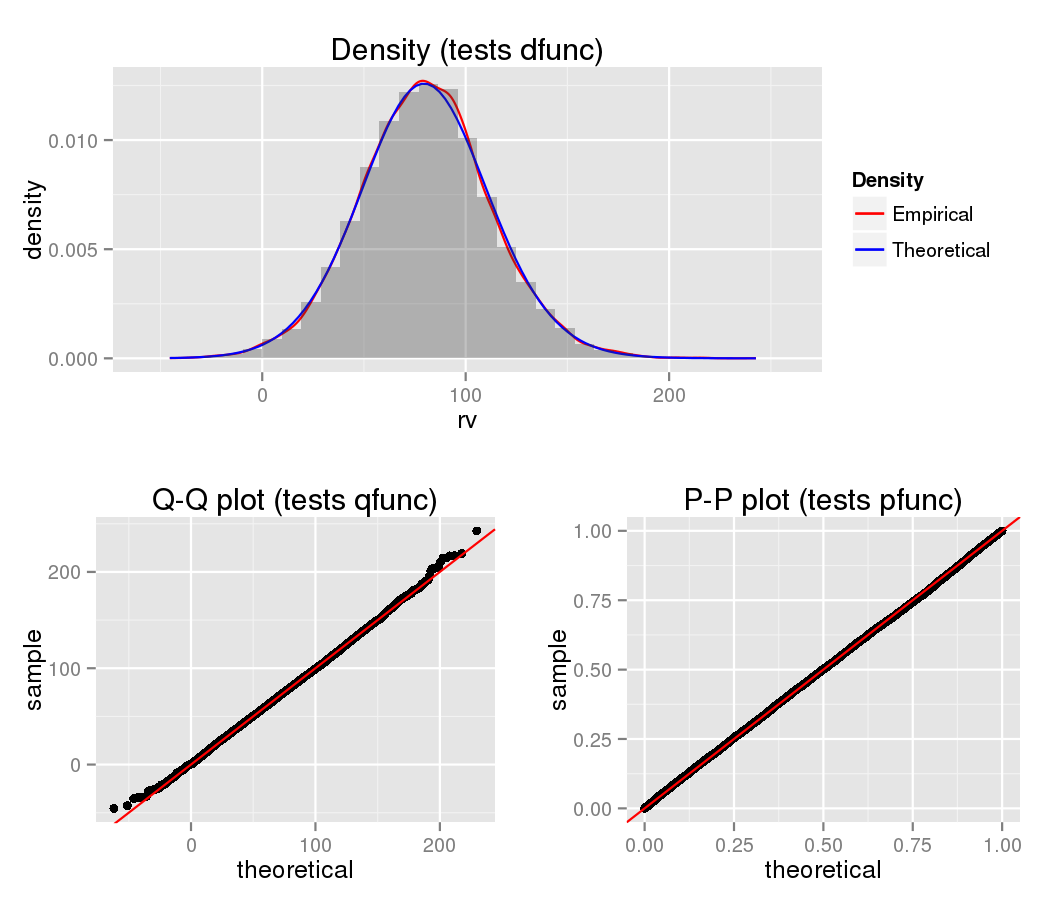 Density (tests dfunc)
density
0.010
0.005
0.000
0
100
200
rv
Density
Empirical
Theoretical
Q-Q plot (tests qfunc)
sample
200
100
0
0
100
200
theoretical
P-P plot (tests pfunc)
sample
1.00
0.75
0.50
0.25
0.00
0.00
0.25
0.50
0.75
1.00
theoretical